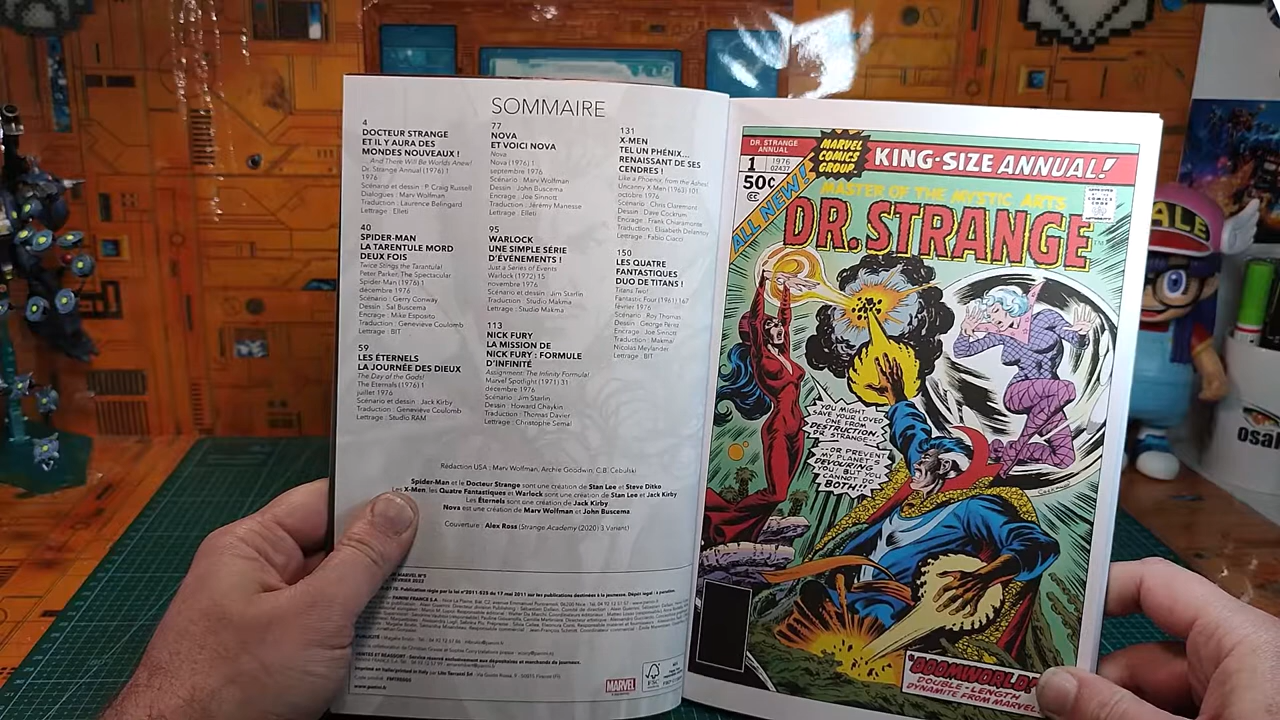 SOMMAIRE
4
DOCTEUR STRANGE
ET IL Y AURA DES
MONDES NOUVEAUX !
... And There Will Be Worlds Anew!
Dr. Strange Annual (1976) 1
1976
Scénario et dessin : P. Craig Russell
Dialogues : Marv Wolfman
Traduction : Laurence Belingard
Lettrage : Elleti
40
SPIDER-MAN
LA TARENTULE MORD
DEUX FOIS
Twice Stings the Tarantula!
Peter Parker, The Spectacular
Spider-Man (1976) 1
décembre 1976
Scénario : Gerry Conway
Dessin : Sal Buscema
Encrage : Mike Esposito
Traduction : Geneviève Coulomb
Lettrage : BIT
59
LES ÉTERNELS
LA JOURNÉE DES DIEUX
The Day of the Gods!
The Eternals (1976) 1
juillet 1976
Scénario et dessin : Jack Kirby
Traduction : Geneviève Coulomb
Lettrage : Studio RAM
77
NOVA
ET VOICI NOVA
Nova
Nova (1976) 1
septembre 1976
Scénario : Marv Wolfman
Dessin : John Buscema
Encrage : Joe Sinnott
Traduction : Jérémy Manesse
Lettrage : Elleti
95
WARLOCK
UNE SIMPLE SÉRIE
D'ÉVÉNEMENTS !
Just a Series of Events
Warlock (1972) 15
novembre 1976
Scénario et dessin : Jim Starlin
Traduction : Studio Makma
Lettrage : Studio Makma
113
NICK FURY
LA MISSION DE
NICK FURY : FORMULE
D'INFINITÉ
Assignment: The Infinity Formula!
Marvel Spotlight (1971) 31
décembre 1976
Scénario : Jim Starlin
Dessin : Howard Chaykin
Traduction : Thomas Davier
Lettrage : Christophe Semal
131
X-MEN
TEL UN PHÉNIX...
RENAISSANT DE SES
CENDRES !
Like a Phoenix, from the Ashes!
Uncanny X-Men (1963) 101
octobre 1976
Scénario : Chris Claremont
Dessin : Dave Cockrum
Encrage : Frank Chiaramonte
Traduction : Elisabeth Delannoy
Lettrage : Fabio Ciacci
150
LES QUATRE
FANTASTIQUES
DUO DE TITANS !
Titans Two!
Fantastic Four (1961) 167
février 1976
Scénario : Roy Thomas
Dessin : George Pérez
Encrage : Joe Sinnott
Traduction : Makma/
Nicolas Meylander
Lettrage : BIT
Rédaction USA : Marv Wolfman, Archie Goodwin, C.B. Cebulski
Spider-Man et le Docteur Strange sont une création de Stan Lee et Steve Ditko
Les X-Men, les Quatre Fantastiques et Warlock sont une création de Stan Lee et Jack Kirby
Les Éternels sont une création de Jack Kirby
Nova est une création de Marv Wolfman et John Buscema
Couverture : Alex Ross (Strange Academy (2020) 3 Variant)
MARVEL N°5
FÉVRIER 2023
MARVEL
FSC
DR. STRANGE
ANNUAL
1 1976
02437
50¢
CC
MARVEL
COMICS
GROUP
KING-SIZE ANNUAL!
ALL NEW!
MASTER OF THE MYSTIC ARTS
DR. STRANGE
YOU MIGHT
SAVE YOUR LOVED
ONE FROM
DESTRUCTION,
DR. STRANGE--
--OR PREVENT
MY PLANET'S
DEVOURING
YOU! BUT YOU
CANNOT DO
BOTH!!
"DOOMWORLD!"
DOUBLE-LENGTH
DYNAMITE FROM MARVEL